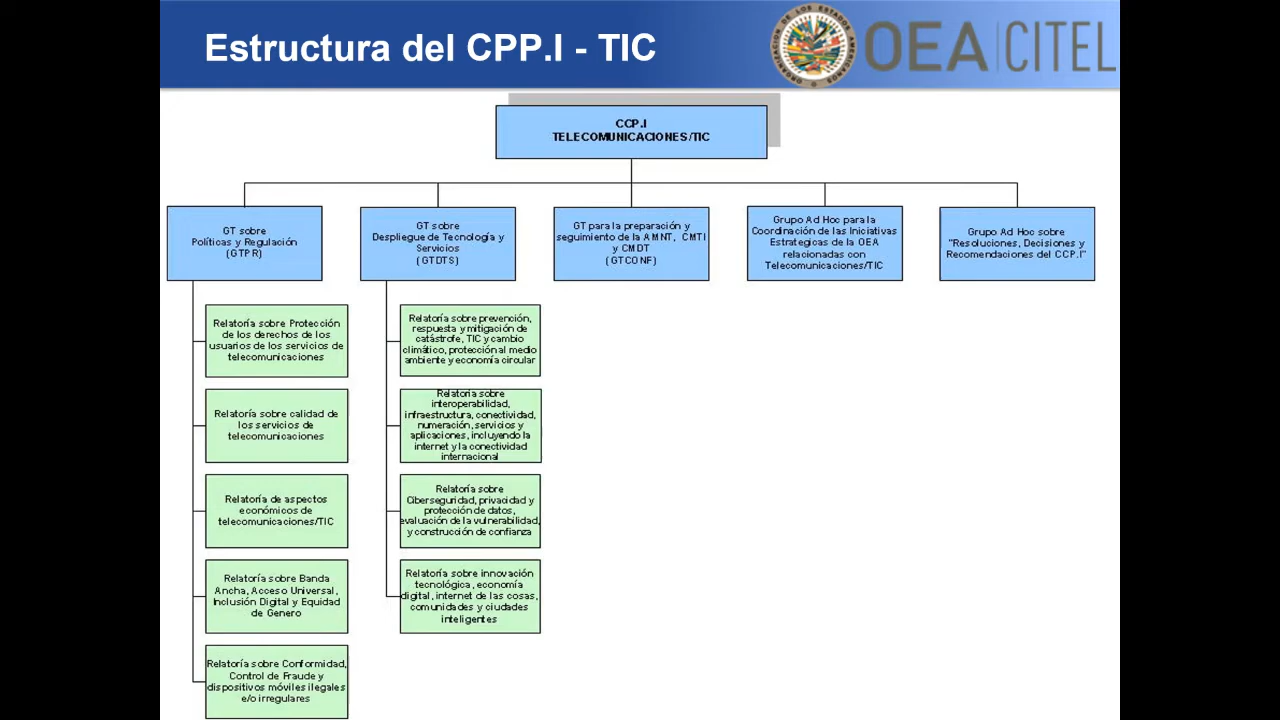 Estructura del CPP.I - TIC
ORGANIZACION DE LOS ESTADOS AMERICANOS
OEA CITEL
CCP.I
TELECOMUNICACIONES/TIC
GT sobre
Políticas y Regulación
(GTPR)
GT sobre
Despliegue de Tecnología y
Servicios
(GTDTS)
GT para la preparación y
seguimiento de la AMNT, CMTI
y CMDT
(GTCONF)
Grupo Ad Hoc para la
Coordinación de las Iniciativas
Estrategicas de la OEA
relacionadas con
Telecomunicaciones/TIC
Grupo Ad Hoc sobre
"Resoluciones, Decisiones y
Recomendaciones del CCP.I"
Relatoría sobre Protección
de los derechos de los
usuarios de los servicios de
telecomunicaciones
Relatoría sobre calidad de
los servicios de
telecomunicaciones
Relatoría de aspectos
económicos de
telecomunicaciones/TIC
Relatoría sobre Banda
Ancha, Acceso Universal,
Inclusión Digital y Equidad
de Genero
Relatoría sobre Conformidad,
Control de Fraude y
dispositivos móviles ilegales
e/o irregulares
Relatoría sobre prevención,
respuesta y mitigación de
catástrofe, TIC y cambio
climático, protección al medio
ambiente y economía circular
Relatoría sobre
interoperabilidad,
infraestructura, conectividad,
numeración, servicios y
aplicaciones, incluyendo la
internet y la conectividad
internacional
Relatoría sobre
Ciberseguridad, privacidad y
protección de datos,
evaluación de la vulnerabilidad,
y construcción de confianza
Relatoría sobre innovación
tecnológica, economía
digital, internet de las cosas,
comunidades y ciudades
inteligentes